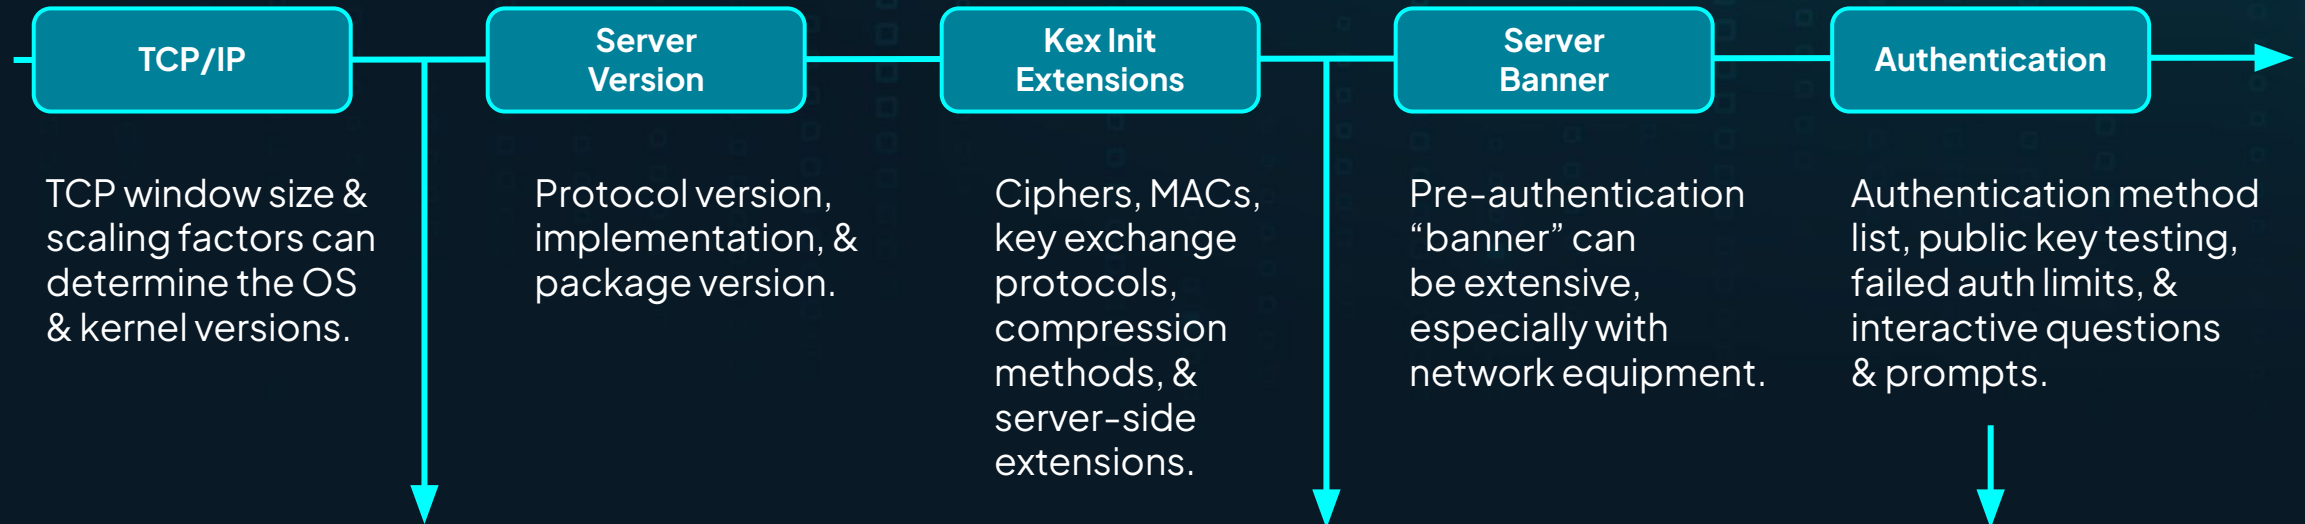 TCP/IP
Server
Version
Kex Init
Extensions
Server
Banner
Authentication
TCP window size &
scaling factors can
determine the OS
& kernel versions.
Protocol version,
implementation, &
package version.
Ciphers, MACs,
key exchange
protocols,
compression
methods, &
server-side
extensions.
Pre-authentication
“banner” can
be extensive,
especially with
network equipment.
Authentication method
list, public key testing,
failed auth limits, &
interactive questions
& prompts.